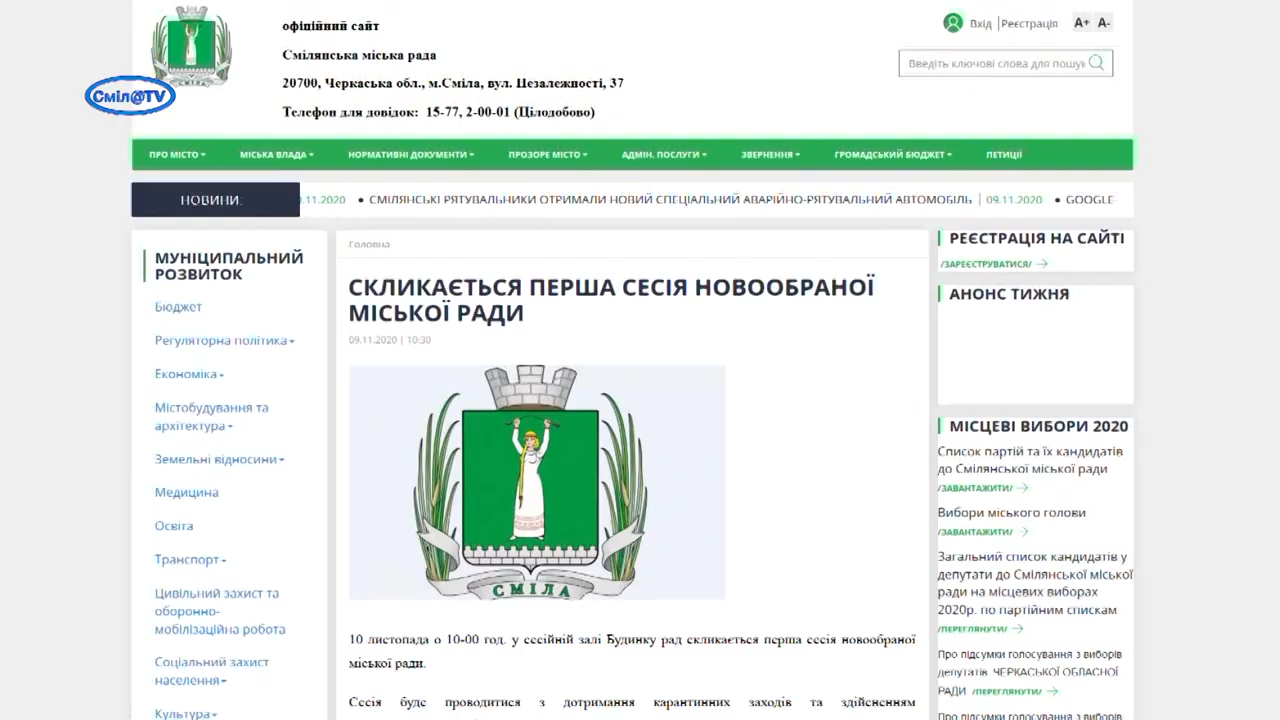 СМІЛА
Сміл@TV
офіційний сайт
Смілянська міська рада
20700, Черкаська обл., м.Сміла, вул. Незалежності, 37
Телефон для довідок: 15-77, 2-00-01 (Цілодобово)
Вхід | Реєстрація A+ A-
Введіть ключові слова для пошук
ПРО МІСТО МІСЬКА ВЛАДА НОРМАТИВНІ ДОКУМЕНТИ ПРОЗОРЕ МІСТО АДМІН. ПОСЛУГИ ЗВЕРНЕННЯ ГРОМАДСЬКИЙ БЮДЖЕТ ПЕТИЦІЇ
НОВИНИ: .11.2020 • СМІЛЯНСЬКІ РЯТУВАЛЬНИКИ ОТРИМАЛИ НОВИЙ СПЕЦІАЛЬНИЙ АВАРІЙНО-РЯТУВАЛЬНИЙ АВТОМОБІЛЬ | 09.11.2020 • GOOGLE
МУНІЦИПАЛЬНИЙ
РОЗВИТОК
Бюджет
Регуляторна політика
Економіка
Містобудування та
архітектура
Земельні відносини
Медицина
Освіта
Транспорт
Цивільний захист та
оборонно-
мобілізаційна робота
Соціальний захист
населення
Культура
Головна
СКЛИКАЄТЬСЯ ПЕРША СЕСІЯ НОВООБРАНОЇ
МІСЬКОЇ РАДИ
09.11.2020 | 10:30
СМІЛА
10 листопада о 10-00 год. у сесійній залі Будинку рад скликається перша сесія новообраної
міської ради.
Сесія буде проводитися з дотримання карантинних заходів та здійсненням
РЕЄСТРАЦІЯ НА САЙТІ
/ЗАРЕЄСТРУВАТИСЯ/
АНОНС ТИЖНЯ
МІСЦЕВІ ВИБОРИ 2020
Список партій та їх кандидатів
до Смілянської міської ради
/ЗАВАНТАЖИТИ/
Вибори міського голови
/ЗАВАНТАЖИТИ/
Загальний список кандидатів у
депутати до Смілянської міської
ради на місцевих виборах
2020р. по партійним спискам
/ПЕРЕГЛЯНУТИ/
Про підсумки голосування з виборів
депутатів ЧЕРКАСЬКОЇ ОБЛАСНОЇ
РАДИ /ПЕРЕГЛЯНУТИ/
Про підсумки голосування з виборів